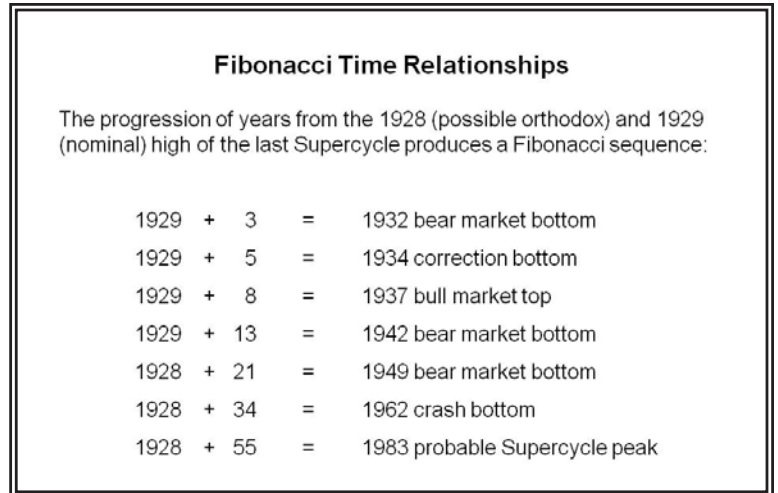 Fibonacci Time Relationships
The progression of years from the 1928 (possible orthodox) and 1929
(nominal) high of the last Supercycle produces a Fibonacci sequence:
1929 + 3 = 1932 bear market bottom
1929 + 5 = 1934 correction bottom
1929 + 8 = 1937 bull market top
1929 + 13 = 1942 bear market bottom
1928 + 21 = 1949 bear market bottom
1928 + 34 = 1962 crash bottom
1928 + 55 = 1983 probable Supercycle peak